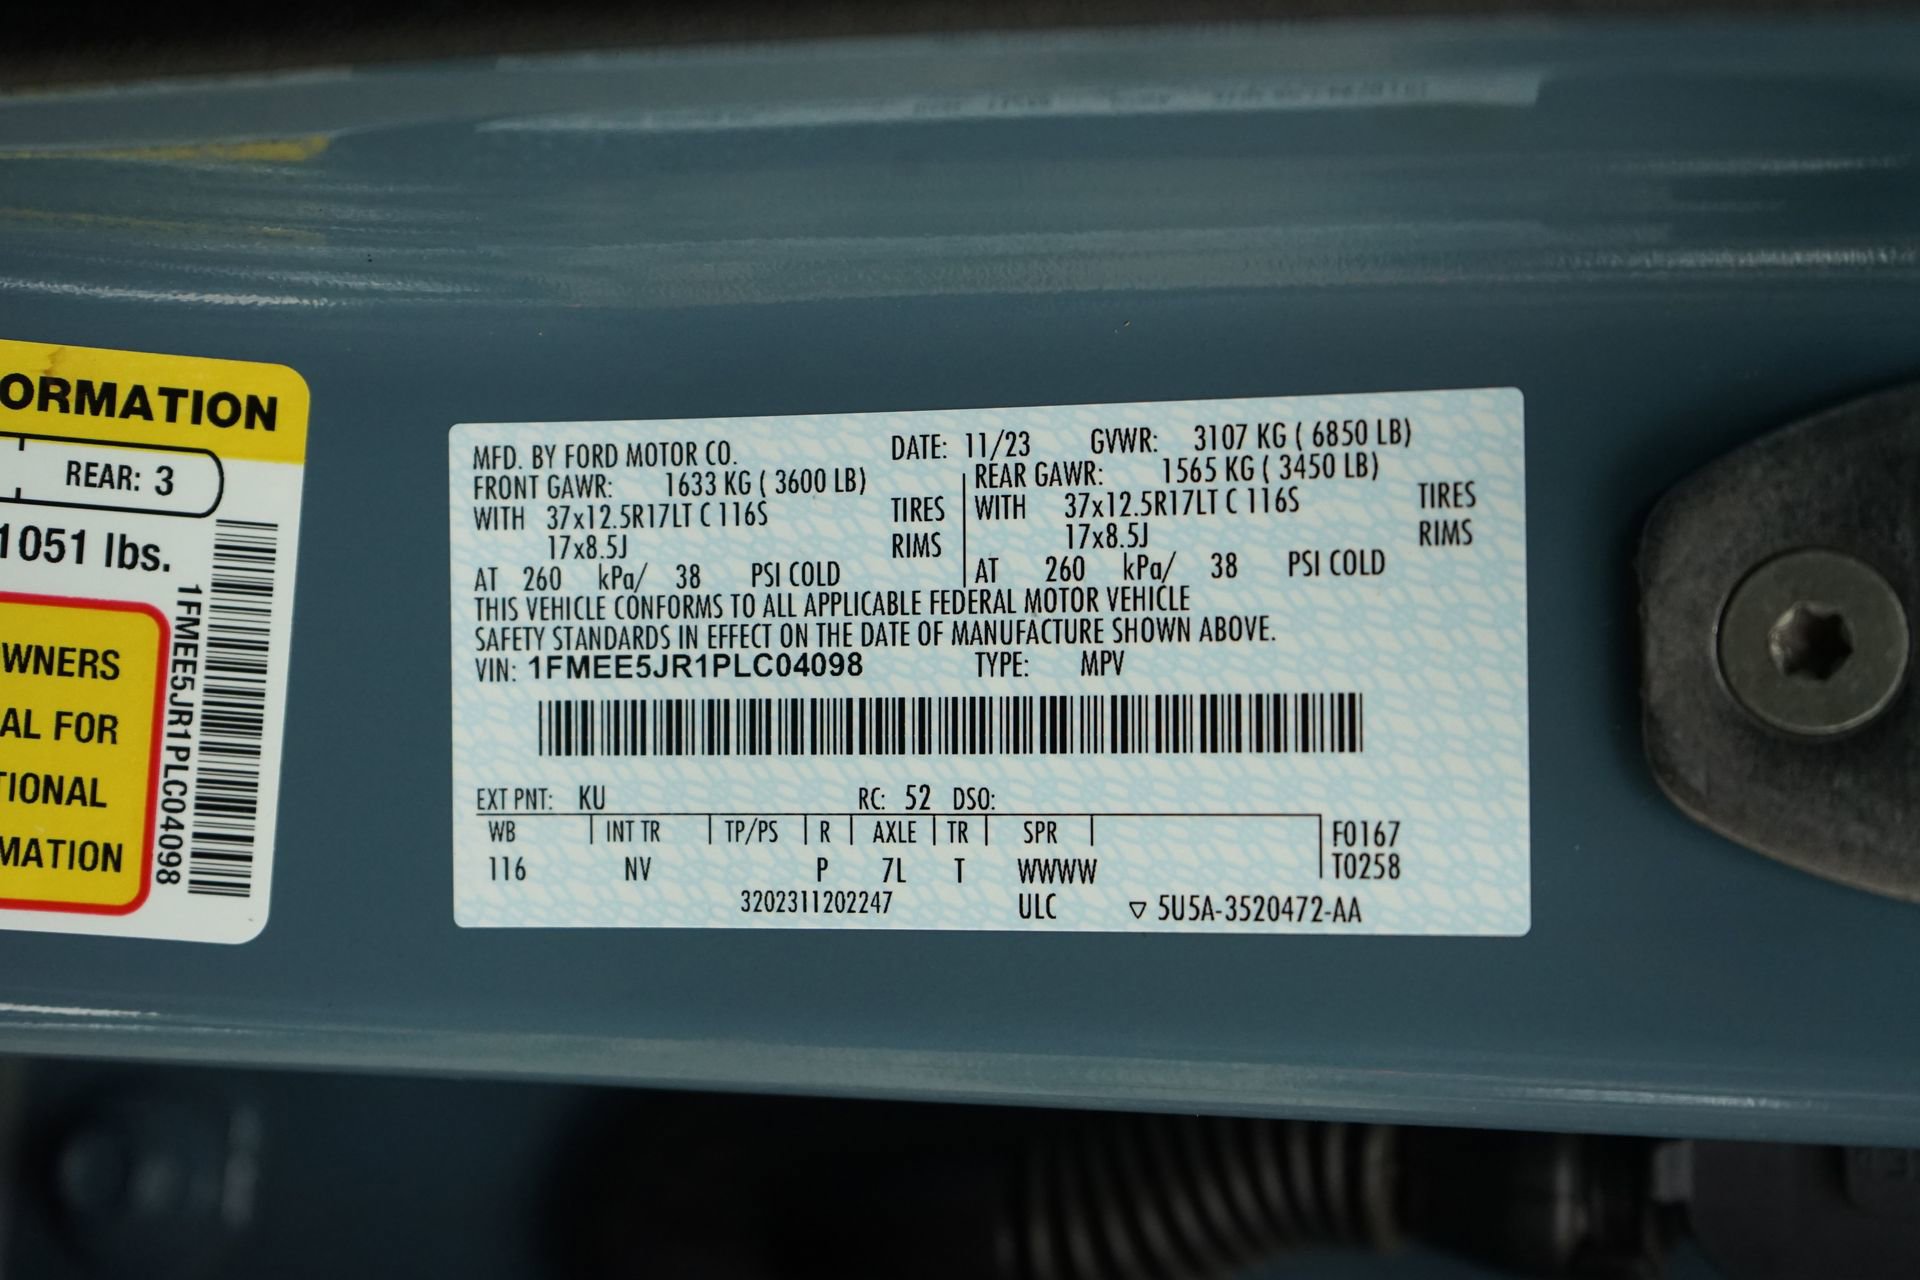 ORMATION
REAR: 3
1051 lbs.
WNERS
AL FOR
TIONAL
MATION
1FMEE5JR1PLC04098
MFD. BY FORD MOTOR CO. DATE: 11/23 GVWR: 3107 KG ( 6850 LB)
FRONT GAWR: 1633 KG ( 3600 LB) REAR GAWR: 1565 KG ( 3450 LB)
WITH 37x12.5R17LT C 116S TIRES WITH 37x12.5R17LT C 116S TIRES
17x8.5J RIMS 17x8.5J RIMS
AT 260 kPa/ 38 PSI COLD AT 260 kPa/ 38 PSI COLD
THIS VEHICLE CONFORMS TO ALL APPLICABLE FEDERAL MOTOR VEHICLE
SAFETY STANDARDS IN EFFECT ON THE DATE OF MANUFACTURE SHOWN ABOVE.
VIN: 1FMEE5JR1PLC04098 TYPE: MPV
EXT PNT: KU RC: 52 DSO:
WB INT TR TP/PS R AXLE TR SPR F0167
116 NV P 7L T WWWW T0258
3202311202247 ULC ▽ 5U5A-3520472-AA